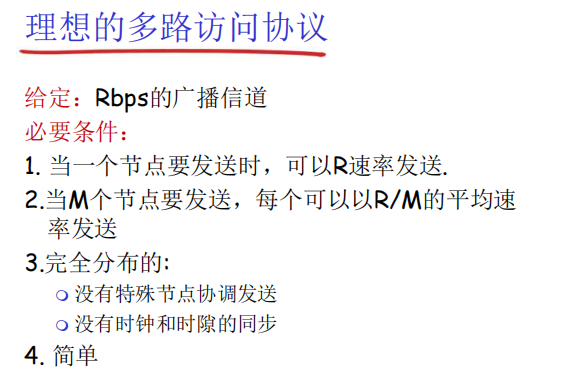 理想的多路访问协议
给定：Rbps的广播信道
必要条件：
1. 当一个节点要发送时，可以R速率发送.
2.当M个节点要发送，每个可以以R/M的平均速
率发送
3.完全分布的:
没有特殊节点协调发送
没有时钟和时隙的同步
4. 简单